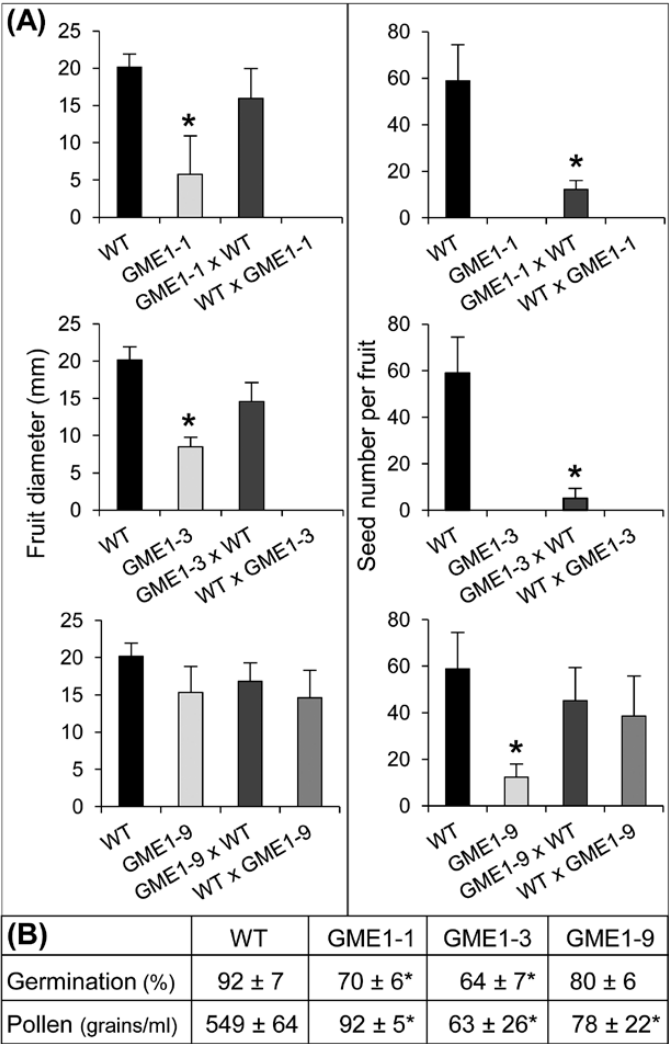 (A)
25
20
15
10
5
0
*
WT
GME1-1
GME1-1 x WT
WT x GME1-1
80
60
40
20
0
*
WT
GME1-1
GME1-1 x WT
WT x GME1-1
Fruit diameter (mm)
25
20
15
10
5
0
*
WT
GME1-3
GME1-3 x WT
WT x GME1-3
Seed number per fruit
80
60
40
20
0
*
WT
GME1-3
GME1-3 x WT
WT x GME1-3
25
20
15
10
5
0
WT
GME1-9
GME1-9 x WT
WT x GME1-9
80
60
40
20
0
*
WT
GME1-9
GME1-9 x WT
WT x GME1-9
(B) WT GME1-1 GME1-3 GME1-9
Germination (%) 92 ± 7 70 ± 6* 64 ± 7* 80 ± 6
Pollen (grains/ml) 549 ± 64 92 ± 5* 63 ± 26* 78 ± 22*